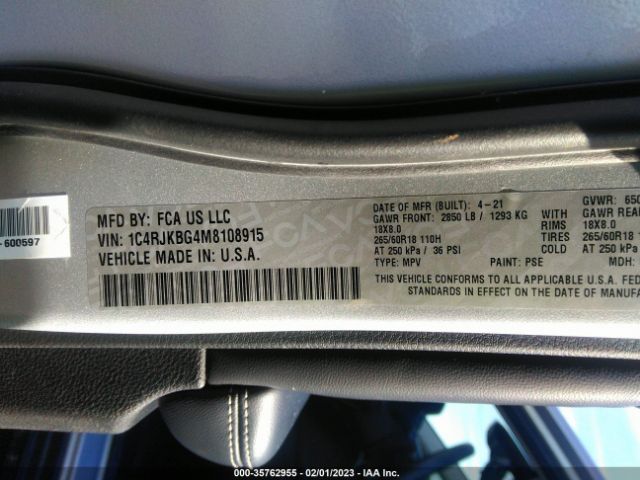 - 600597
MFD BY: FCA US LLC
VIN: 1C4RJKBG4M8108915
VEHICLE MADE IN: U.S.A.
DATE OF MFR (BUILT): 4-21 GVWR: 650
GAWR FRONT: 2850 LB / 1293 KG WITH GAWR REA
18X8.0 RIMS 18X8.0
265/60R18 110H TIRES 265/60R18
AT 250 kPa / 36 PSI COLD AT 250 kPa
TYPE: MPV PAINT: PSE MDH:
THIS VEHICLE CONFORMS TO ALL APPLICABLE U.S.A. FED
STANDARDS IN EFFECT ON THE DATE OF MANUFA
000-35762955 - 02/01/2023 - IAA Inc.